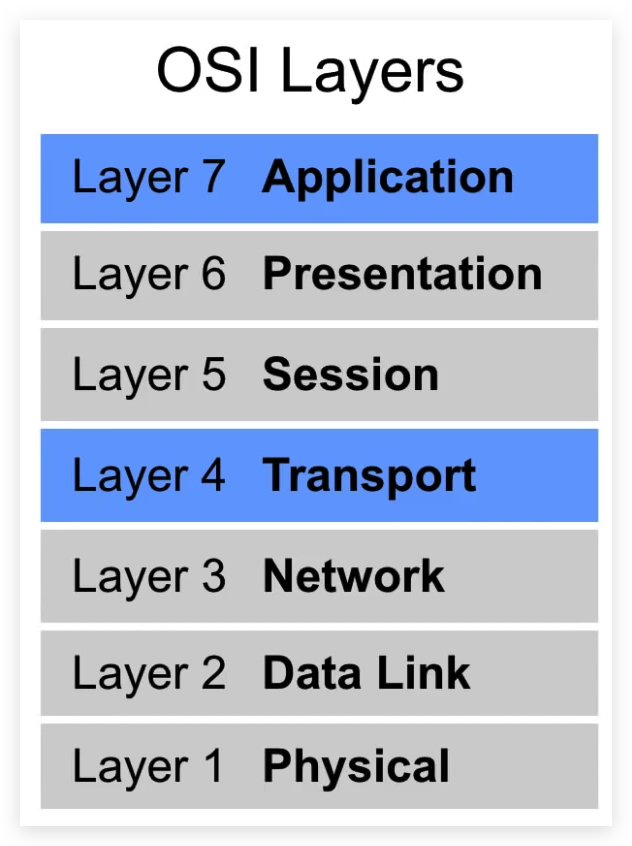 OSI Layers
Layer 7 Application
Layer 6 Presentation
Layer 5 Session
Layer 4 Transport
Layer 3 Network
Layer 2 Data Link
Layer 1 Physical